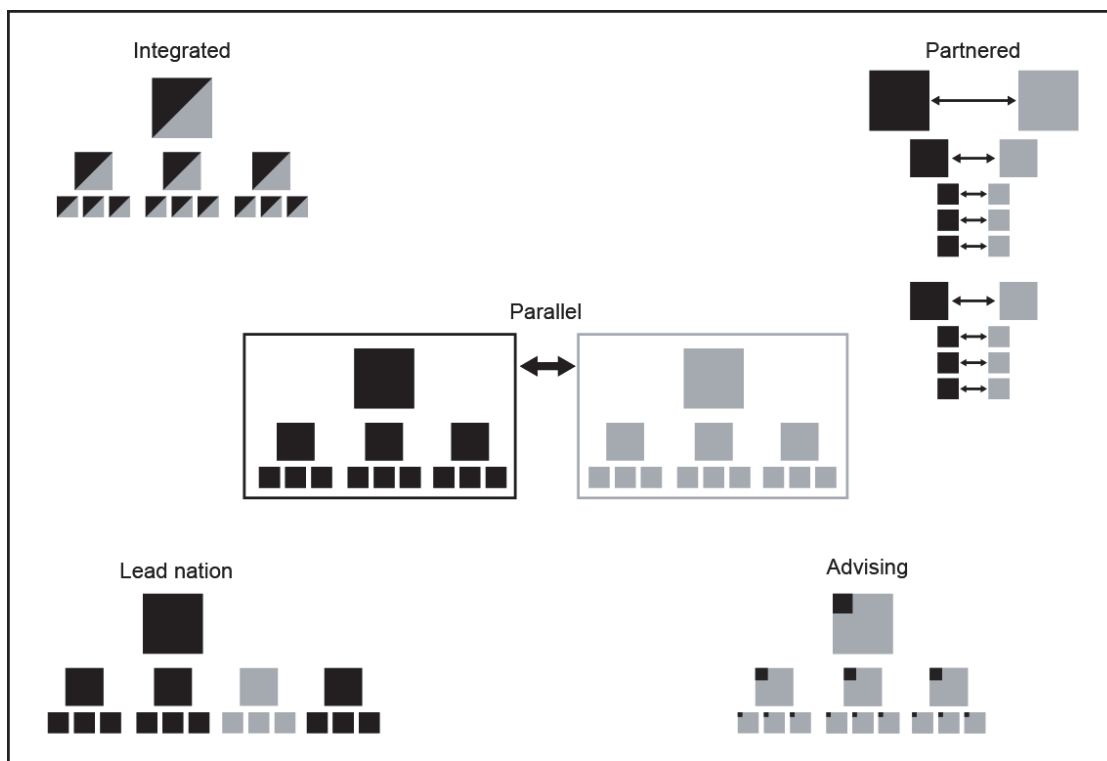 Integrated
Partnered
Parallel
Lead nation
Advising